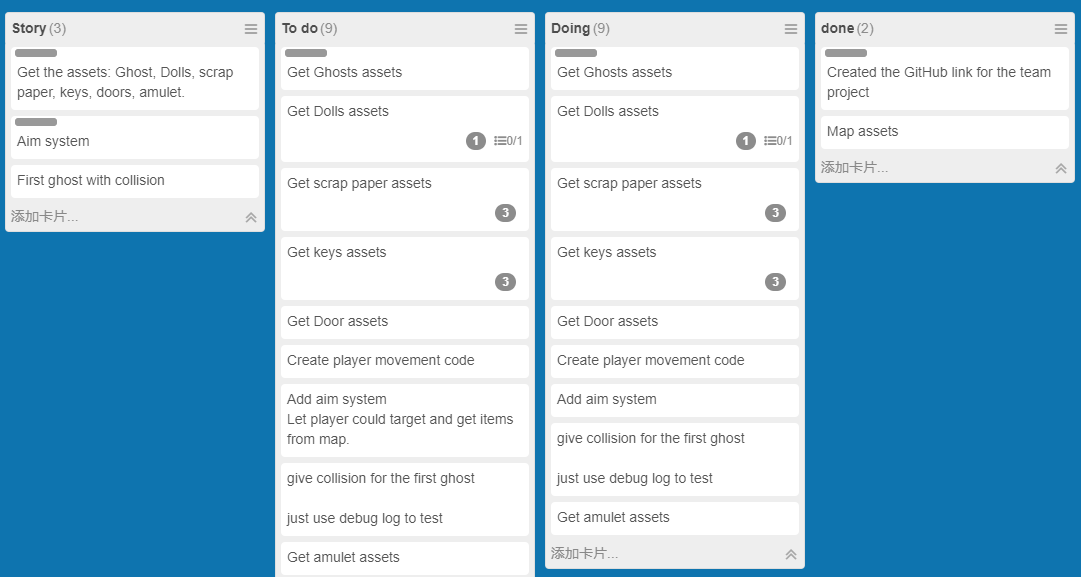 Story (3)
Get the assets: Ghost, Dolls, scrap
paper, keys, doors, amulet.
Aim system
First ghost with collision
添加卡片...
To do (9)
Get Ghosts assets
Get Dolls assets
1 0/1
Get scrap paper assets
3
Get keys assets
3
Get Door assets
Create player movement code
Add aim system
Let player could target and get items
from map.
give collision for the first ghost
just use debug log to test
Get amulet assets
Doing (9)
Get Ghosts assets
Get Dolls assets
1 0/1
Get scrap paper assets
3
Get keys assets
3
Get Door assets
Create player movement code
Add aim system
give collision for the first ghost
just use debug log to test
Get amulet assets
添加卡片...
done (2)
Created the GitHub link for the team
project
Map assets
添加卡片...